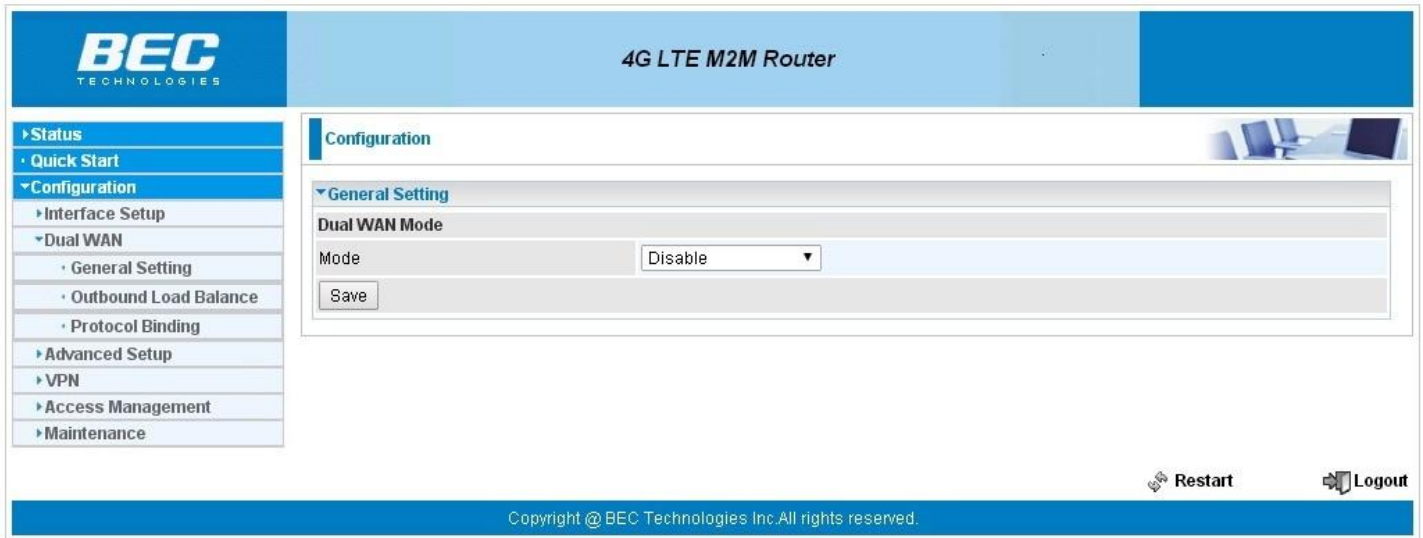 BEC
TECHNOLOGIES
4G LTE M2M Router
Status
Quick Start
Configuration
Interface Setup
Dual WAN
General Setting
Outbound Load Balance
Protocol Binding
Advanced Setup
VPN
Access Management
Maintenance
Configuration
General Setting
Dual WAN Mode
Mode Disable
Save
Restart Logout
Copyright @ BEC Technologies Inc.All rights reserved.